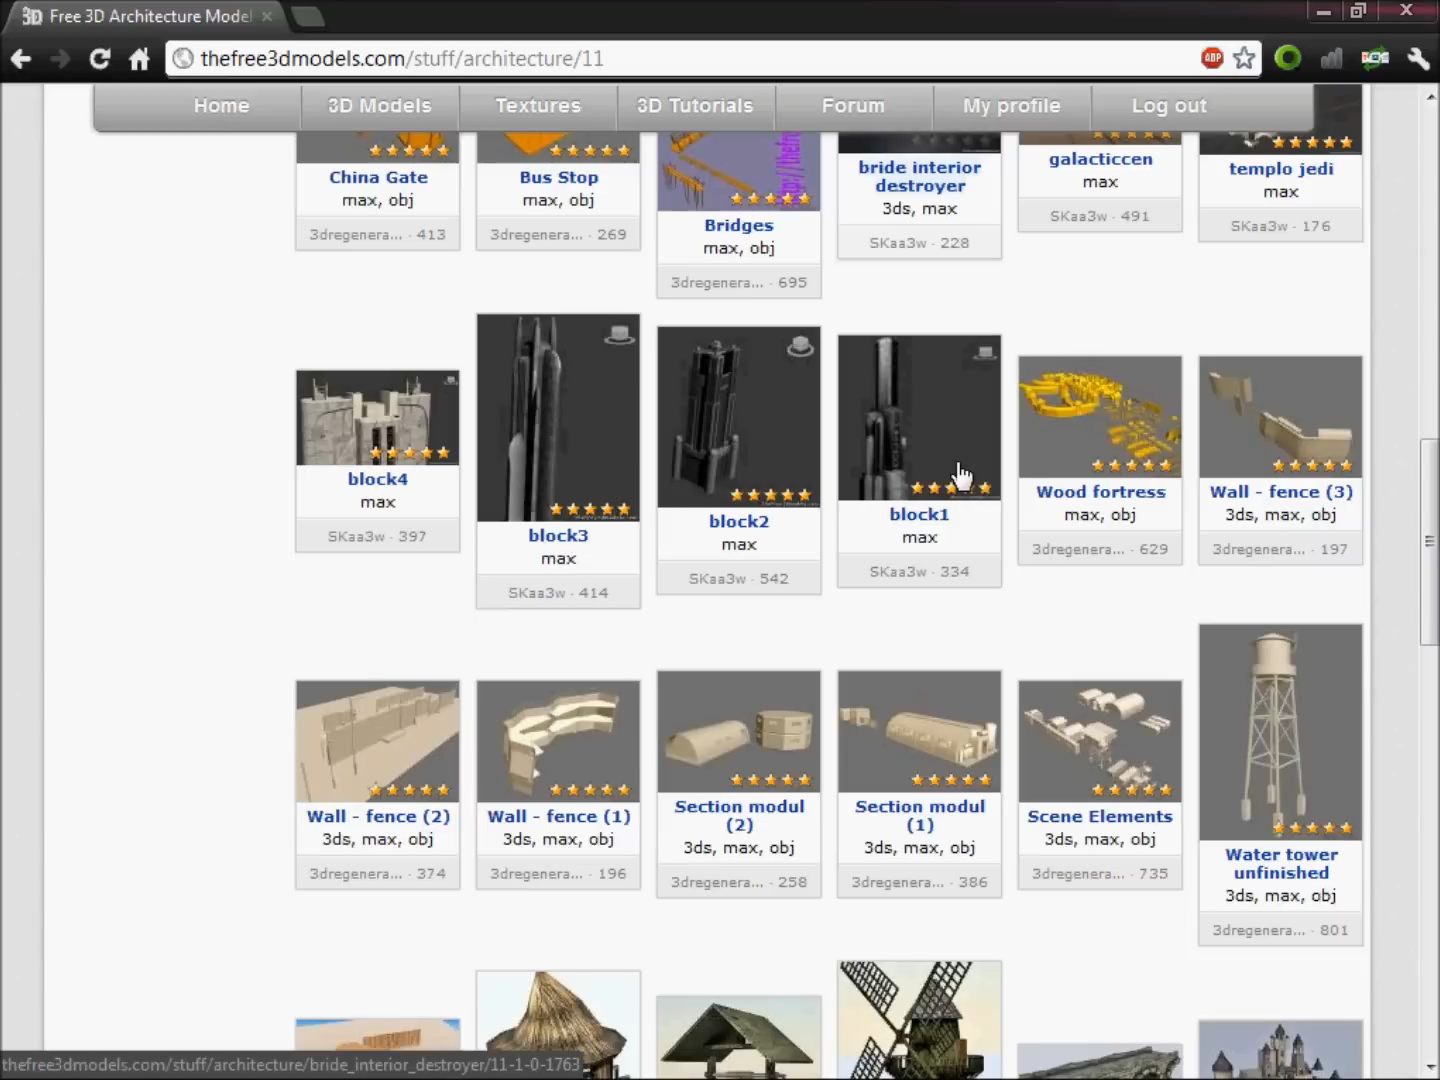 3D Free 3D Architecture Model
thefree3dmodels.com/stuff/architecture/11
ABP
Home 3D Models Textures 3D Tutorials Forum My profile Log out
China Gate
max, obj
3dregenera... · 413
Bus Stop
max, obj
3dregenera... · 269
Bridges
max, obj
3dregenera... · 695
bride interior
destroyer
3ds, max
SKaa3w · 228
galacticcen
max
SKaa3w · 491
templo jedi
max
SKaa3w · 176
block4
max
SKaa3w · 397
block3
max
SKaa3w · 414
block2
max
SKaa3w · 542
block1
max
SKaa3w · 334
Wood fortress
max, obj
3dregenera... · 629
Wall - fence (3)
3ds, max, obj
3dregenera... · 197
Wall - fence (2)
3ds, max, obj
3dregenera... · 374
Wall - fence (1)
3ds, max, obj
3dregenera... · 196
Section modul
(2)
3ds, max, obj
3dregenera... · 258
Section modul
(1)
3ds, max, obj
3dregenera... · 386
Scene Elements
3ds, max, obj
3dregenera... · 735
Water tower
unfinished
3ds, max, obj
3dregenera... · 801
thefree3dmodels.com/stuff/architecture/bride_interior_destroyer/11-1-0-1763